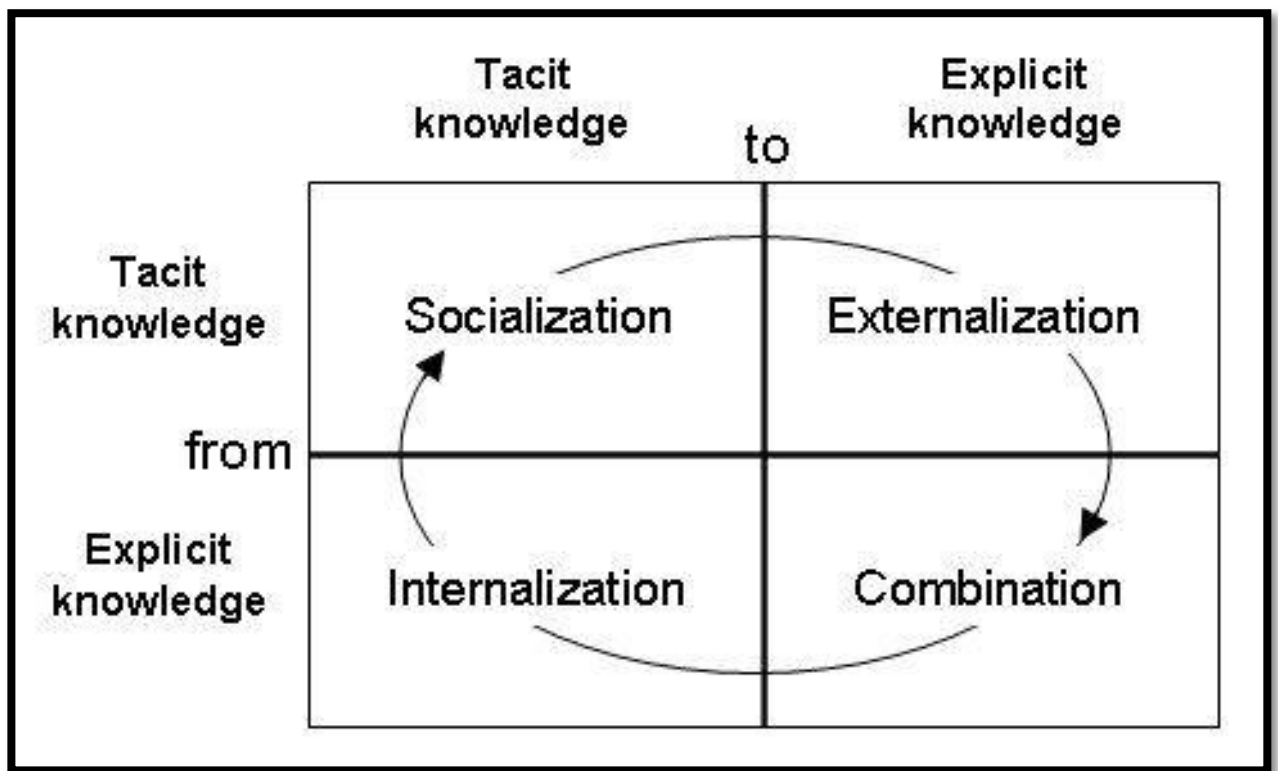 Tacit
knowledge
to
Explicit
knowledge
Tacit
knowledge
Socialization
Externalization
from
Explicit
knowledge
Internalization
Combination